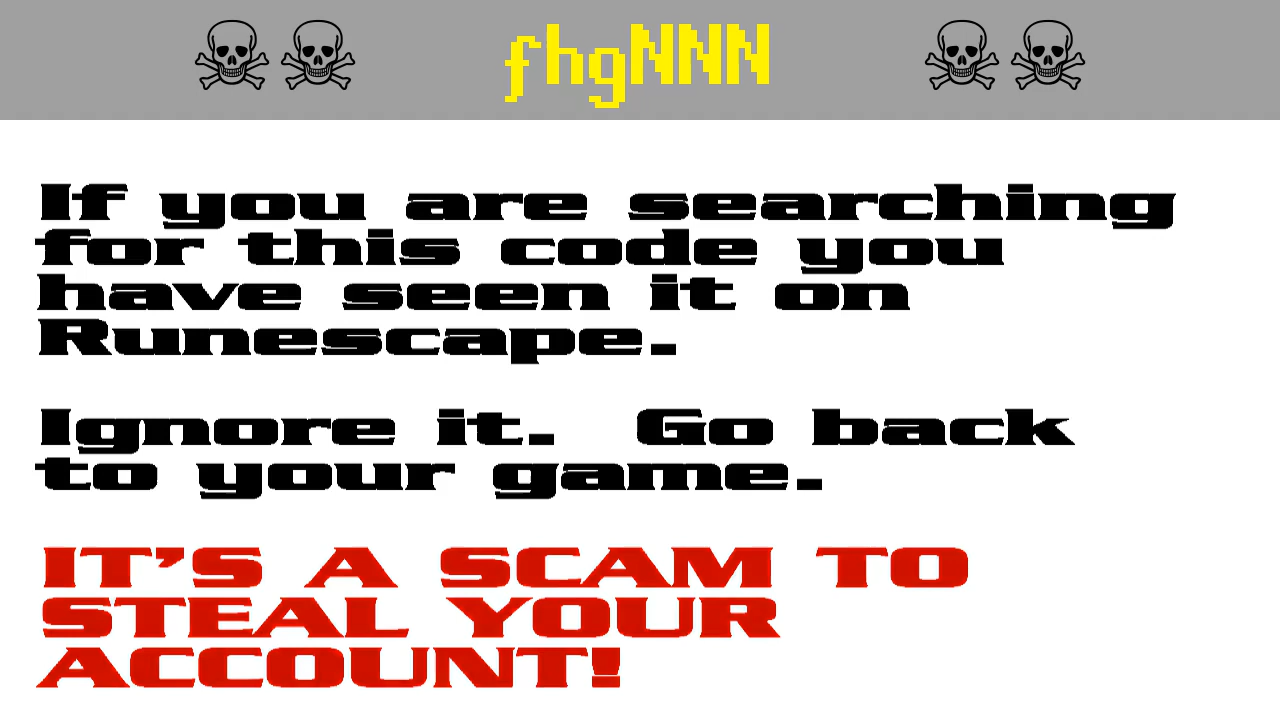 fhgNNN
If you are searching
for this code you
have seen it on
Runescape.
Ignore it.  Go back
to your game.
IT'S A SCAM TO
STEAL YOUR
ACCOUNT!